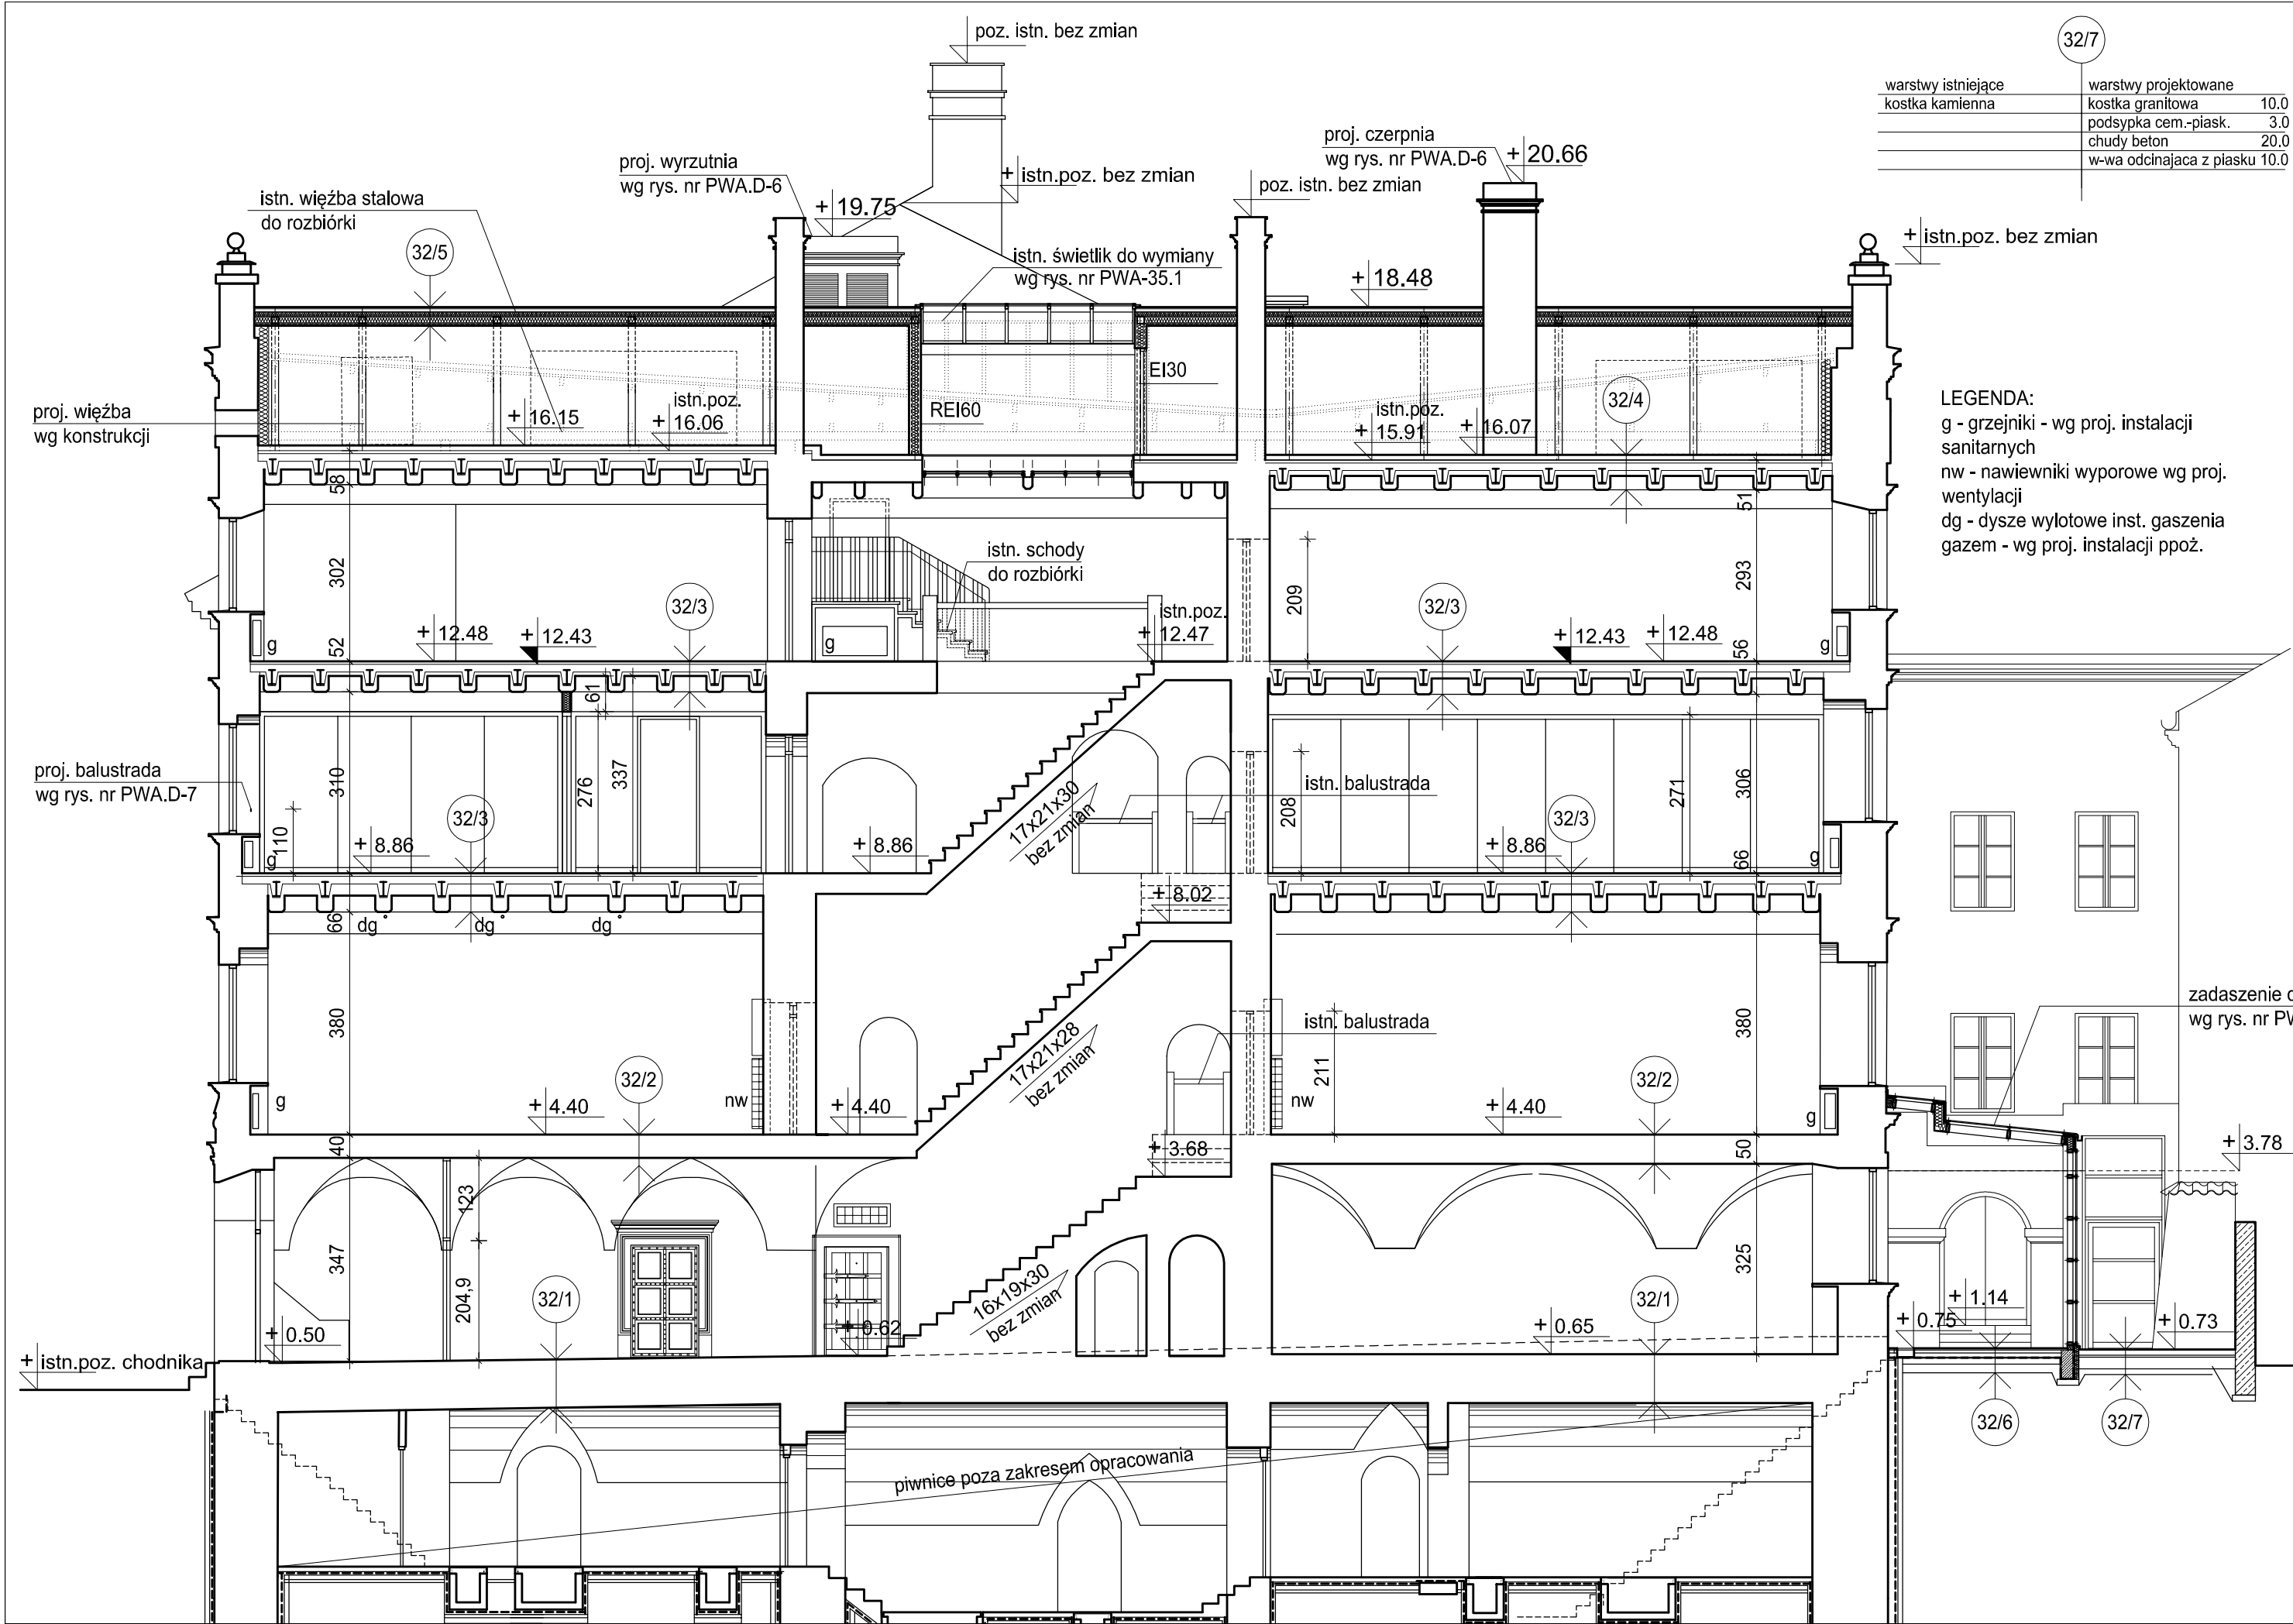 poz. istn. bez zmian
32/7
warstwy istniejące warstwy projektowane
kostka kamienna kostka granitowa 10.0
podsypka cem.-piask. 3.0
chudy beton 20.0
w-wa odcinajaca z piasku 10.0
proj. czerpnia
wg rys. nr PWA.D-6
+ 20.66
proj. wyrzutnia
wg rys. nr PWA.D-6
+ istn.poz. bez zmian
poz. istn. bez zmian
istn. więźba stalowa
do rozbiórki
+ 19.75
+ istn.poz. bez zmian
32/5
istn. świetlik do wymiany
wg rys. nr PWA-35.1
+ 18.48
EI30
REI60
proj. więźba
wg konstrukcji
+ 16.15
istn.poz.
+ 16.06
istn.poz.
+ 15.91
+ 16.07
32/4
LEGENDA:
g - grzejniki - wg proj. instalacji
sanitarnych
nw - nawiewniki wyporowe wg proj.
wentylacji
dg - dysze wylotowe inst. gaszenia
gazem - wg proj. instalacji ppoż.
58
51
302
istn. schody
do rozbiórki
209
293
32/3
32/3
istn.poz.
+ 12.47
52
g
+ 12.48
+ 12.43
g
+ 12.43
+ 12.48
56
g
61
proj. balustrada
wg rys. nr PWA.D-7
310
276
337
17x21x30
bez zmian
istn. balustrada
208
271
306
110
32/3
32/3
g
+ 8.86
+ 8.86
+ 8.86
66
g
+ 8.02
66
dg
dg
dg
380
istn. balustrada
380
zadaszenie
wg rys. nr
17x21x28
bez zmian
211
32/2
32/2
g
+ 4.40
nw
+ 4.40
nw
+ 4.40
g
40
+ 3.68
50
+ 3.78
123
347
204,9
325
32/1
16x19x30
bez zmian
32/1
+ 1.14
+ 0.50
+ 0.62
+ 0.65
+ 0.75
+ 0.73
+ istn.poz. chodnika
32/6
32/7
piwnice poza zakresem opracowania